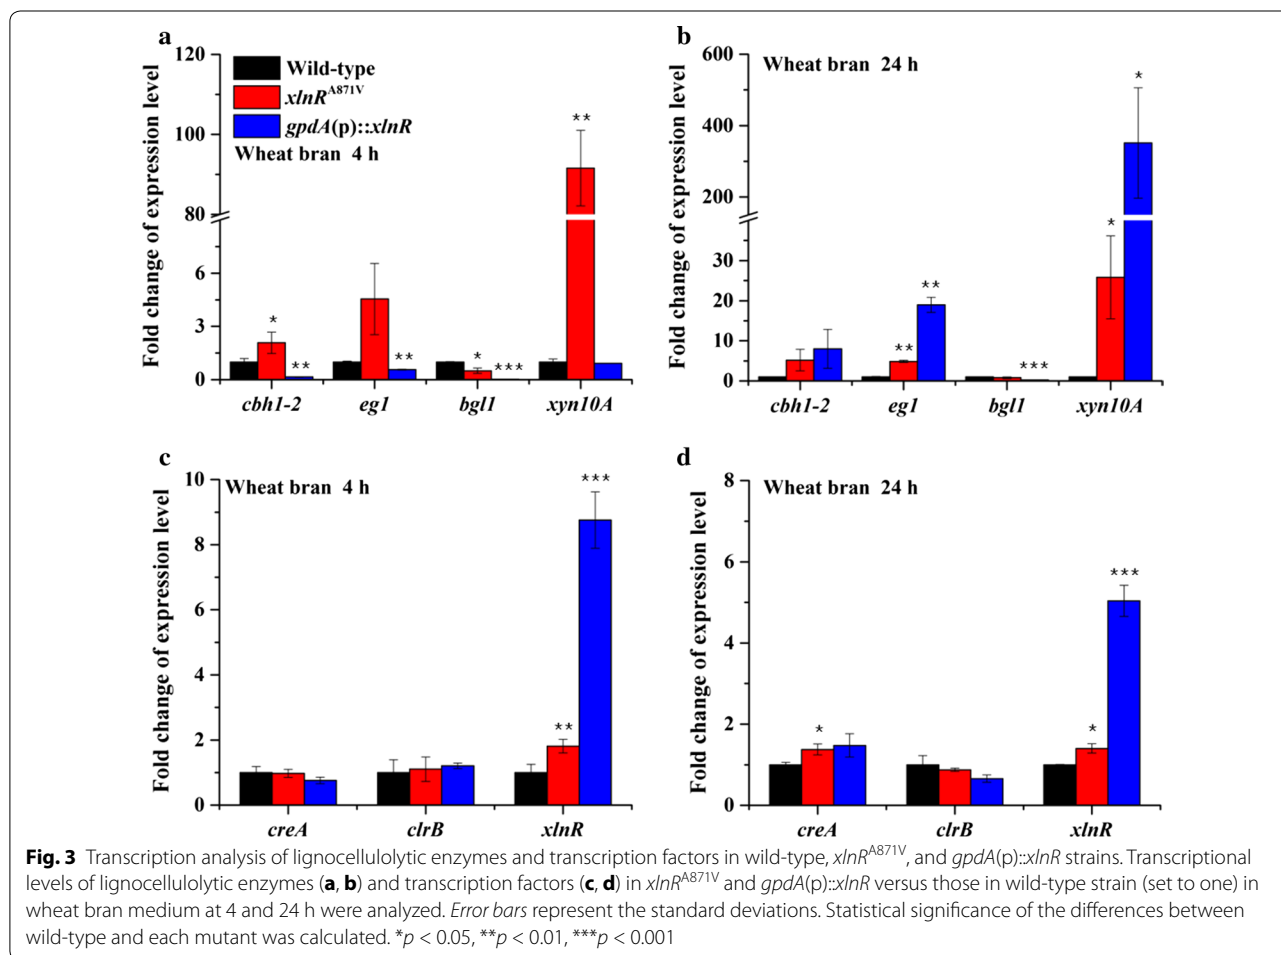 a
120
100
80
6
3
0
Fold change of expression level
Wild-type
xlnR^A871V
gpdA(p)::xlnR
Wheat bran 4 h
*
**
**
*
***
**
cbh1-2 eg1 bgl1 xyn10A
b
600
400
200
30
20
10
0
Fold change of expression level
Wheat bran 24 h
**
**
***
*
*
cbh1-2 eg1 bgl1 xyn10A
c
10
8
6
4
2
0
Fold change of expression level
Wheat bran 4 h
**
***
creA clrB xlnR
d
8
6
4
2
0
Fold change of expression level
Wheat bran 24 h
*
*
***
creA clrB xlnR
Fig. 3 Transcription analysis of lignocellulolytic enzymes and transcription factors in wild-type, xlnR^A871V, and gpdA(p)::xlnR strains. Transcriptional
levels of lignocellulolytic enzymes (a, b) and transcription factors (c, d) in xlnR^A871V and gpdA(p)::xlnR versus those in wild-type strain (set to one) in
wheat bran medium at 4 and 24 h were analyzed. Error bars represent the standard deviations. Statistical significance of the differences between
wild-type and each mutant was calculated. *p < 0.05, **p < 0.01, ***p < 0.001